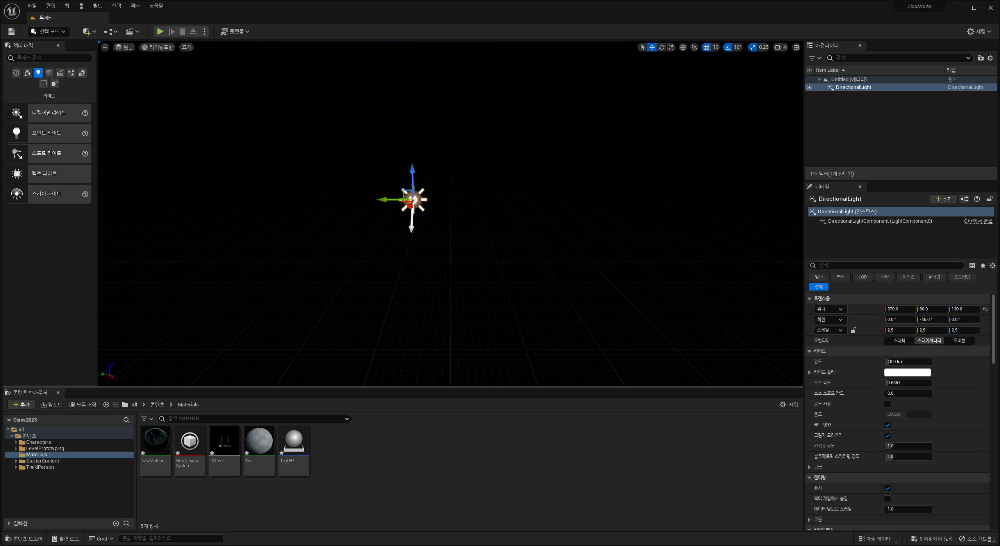 파일 편집 창 툴 빌드 선택 액터 도움말
Class2023
무제*
선택 모드
플랫폼
세팅
액터 배치
클래스 검색
라이트
디렉셔널 라이트
포인트 라이트
스포트 라이트
렉트 라이트
스카이 라이트
원근
라이팅포함
표시
10
10°
0.25
4
Z
Y
X
아웃라이너
검색...
Item Label
타입
Untitled (에디터)
월드
DirectionalLight
DirectionalLight
1개 액터(1개 선택됨)
디테일
DirectionalLight
추가
DirectionalLight (인스턴스)
DirectionalLightComponent (LightComponent0)
C++에서 편집
검색
일반 액터 LOD 기타 피직스 렌더링 스트리밍
전체
트랜스폼
위치 370.0 80.0 130.0
회전 0.0 ° -46.0 ° 0.0 °
스케일 2.5 2.5 2.5
모빌리티 스태틱 스테이셔너리 무버블
라이트
강도 10.0 lux
라이트 컬러
소스 각도 0.5357
소스 소프트 각도 0.0
온도 사용
온도 6500.0
월드 영향
그림자 드리우기
간접광 강도 1.0
볼류메트릭 스캐터링 강도 1.0
고급
렌더링
표시
액터 게임에서 숨김
에디터 빌보드 스케일 1.0
고급
라이트매스
콘텐츠 브라우저
추가 임포트 모두 저장 All 콘텐츠 Materials
세팅
Class2023
All
콘텐츠
Characters
LevelPrototyping
Materials
StarterContent
ThirdPerson
컬렉션
검색 Materials
[-]
No Image
NewMaterial
NewNiagara
System
PSTest
Test
TestBP
5개 항목
콘텐츠 드로어
출력 로그
Cmd
콘솔 명령을 입력하세요.
파생 데이터
6 저장되지 않음
소스 컨트롤